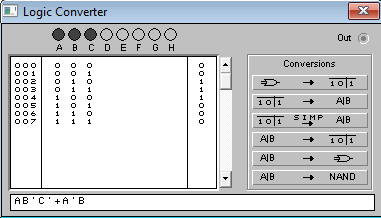 Logic Converter
Out
A B C D E F G H
000 0 0 0 0
001 0 0 1 0
002 0 1 0 1
003 0 1 1 1
004 1 0 0 1
005 1 0 1 0
006 1 1 0 0
007 1 1 1 0
Conversions
→ 1 0 1
1 0 1 → A|B
1 0 1 SIMP → A|B
A|B → 1 0 1
A|B →
A|B → NAND
AB'C'+A'B